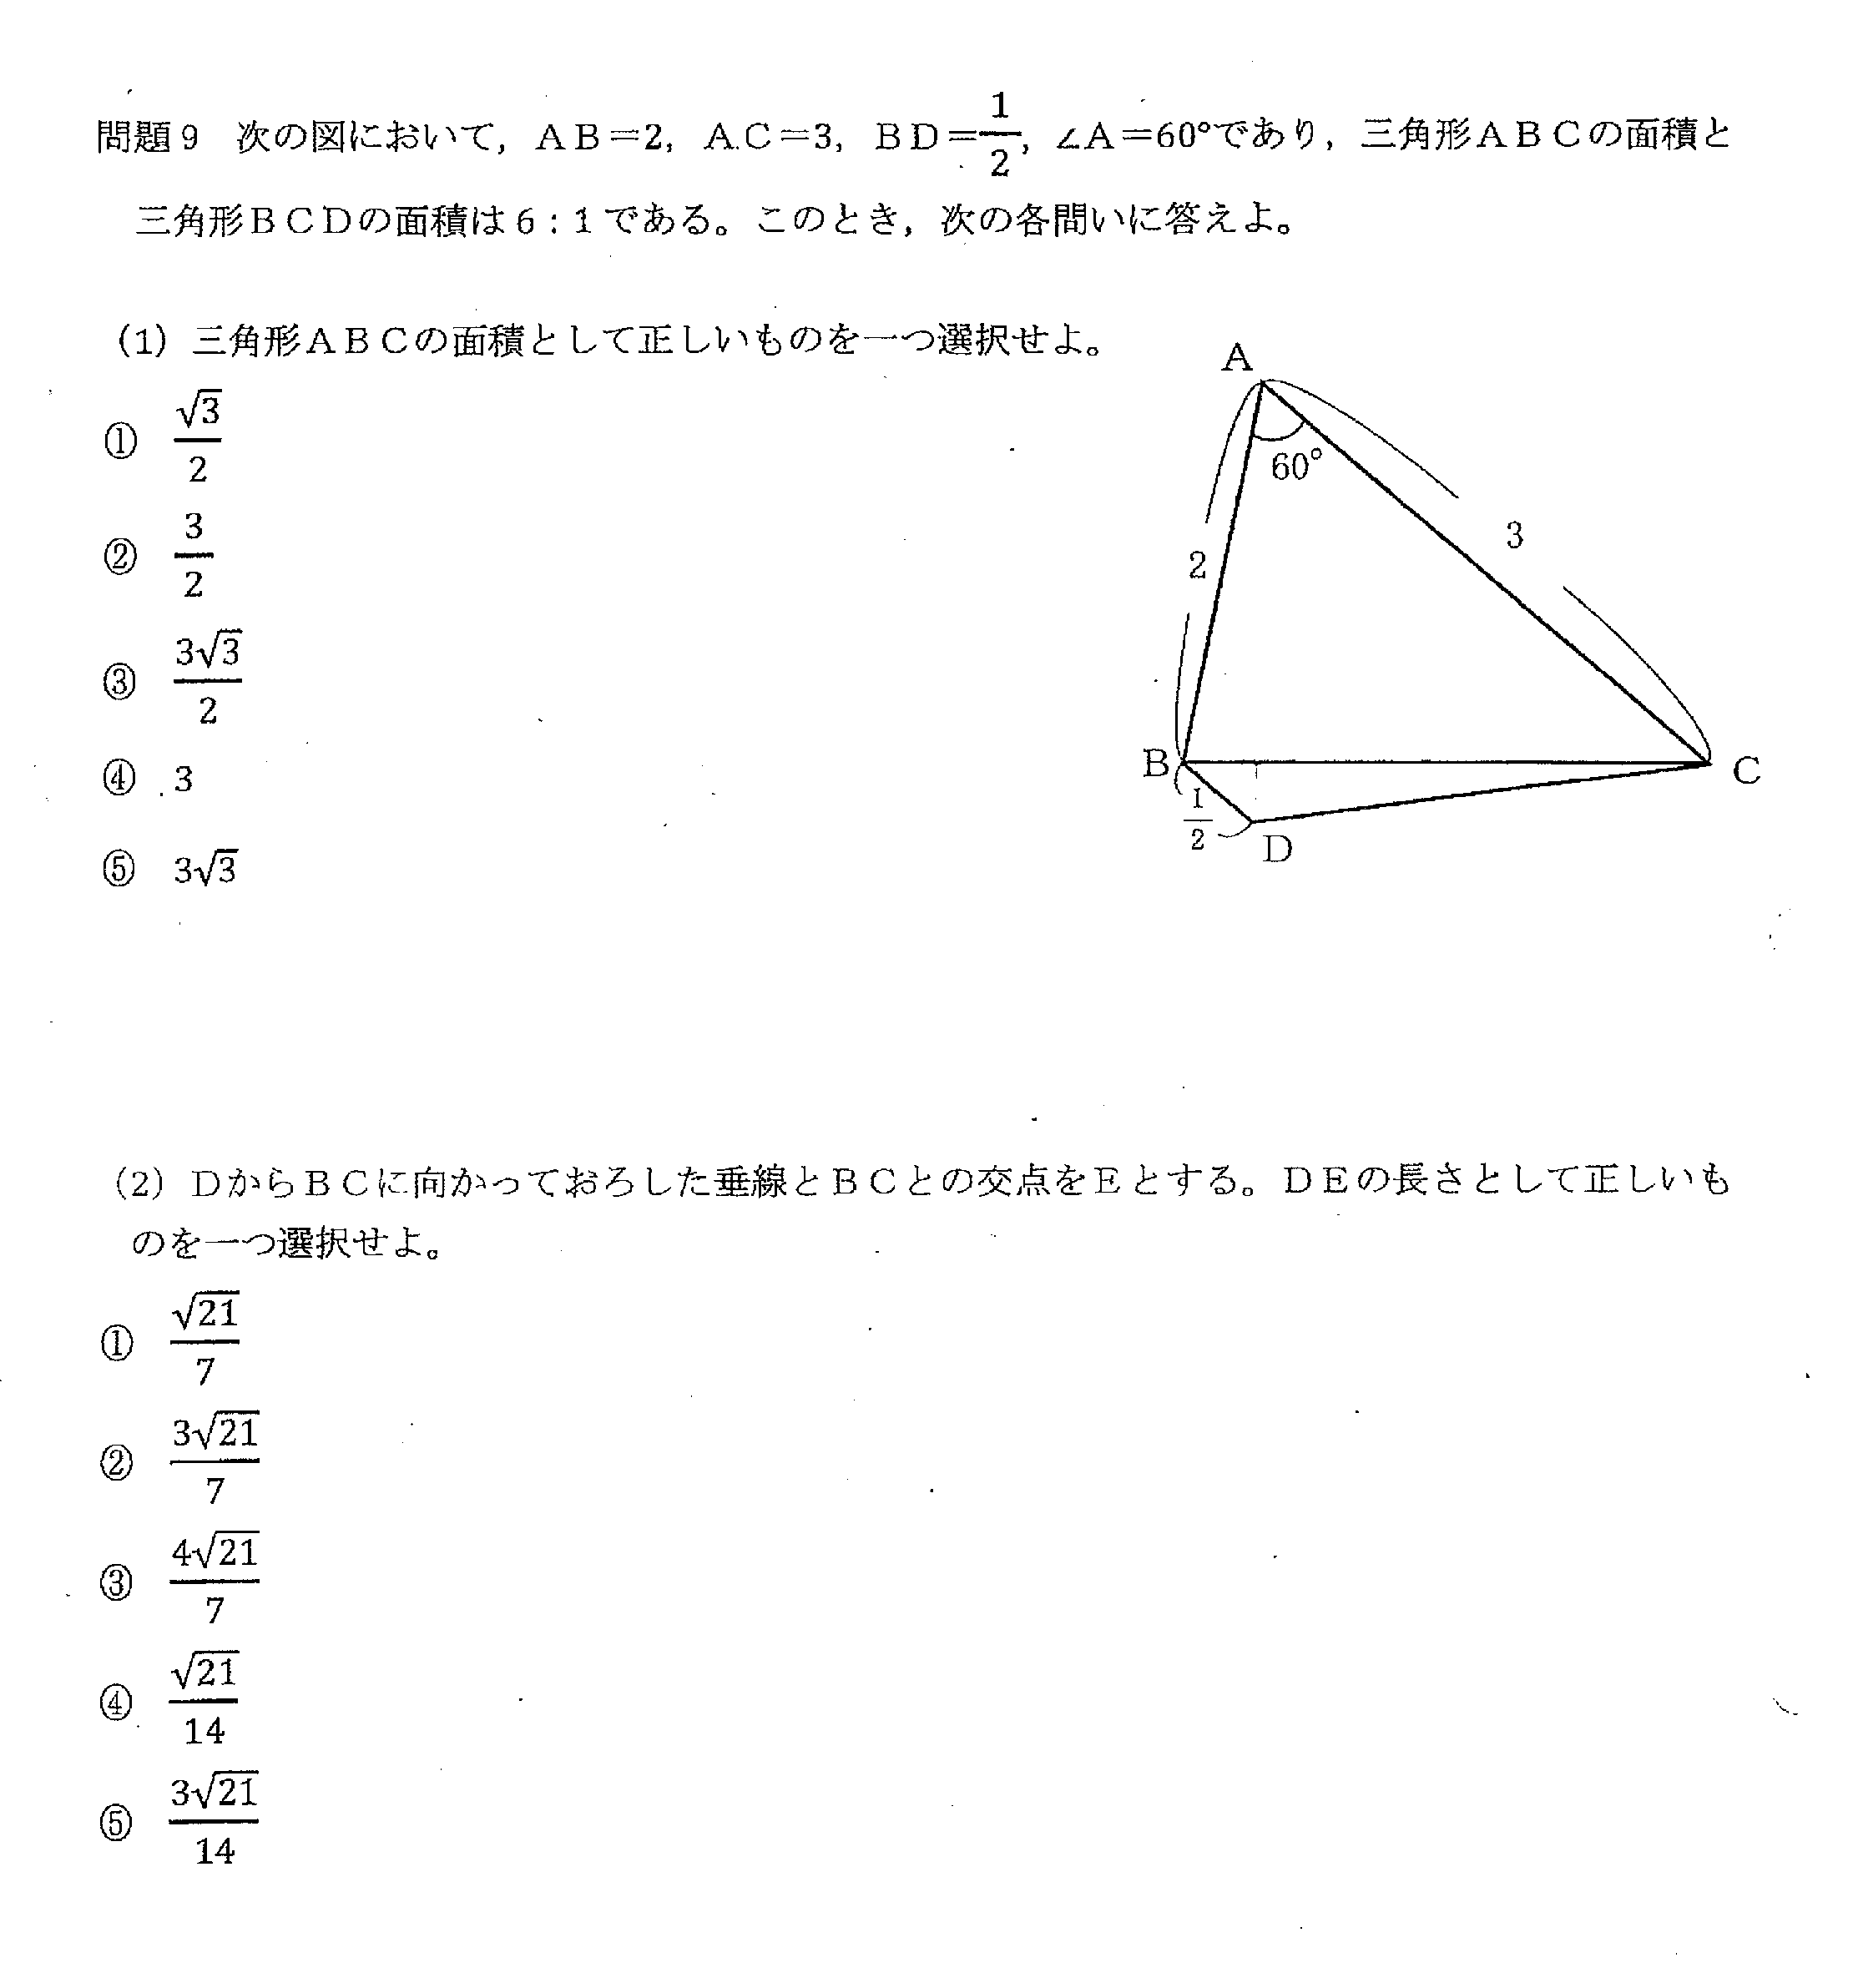 問題9 次の図において，AB＝2，AC＝3，BD＝1/2，∠A＝60°であり，三角形ABCの面積と
三角形BCDの面積は6：1である。このとき，次の各問いに答えよ。
(1) 三角形ABCの面積として正しいものを一つ選択せよ。
① √3/2
② 3/2
③ 3√3/2
④ 3
⑤ 3√3
A
60°
3
2
B
C
1/2
D
(2) DからBCに向かっておろした垂線とBCとの交点をEとする。DEの長さとして正しいも
のを一つ選択せよ。
① √21/7
② 3√21/7
③ 4√21/7
④ √21/14
⑤ 3√21/14